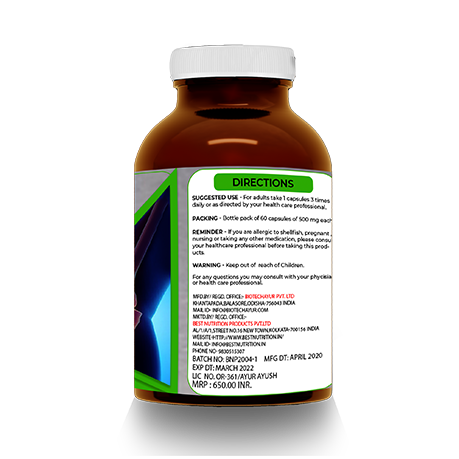 DIRECTIONS
SUGGESTED USE - For adults take 1 capsules 3 times
daily or as directed by your health care professional.
PACKING - Bottle pack of 60 capsules of 500 mg each
REMINDER - If you are allergic to shellfish, pregnant,
nursing or taking any other medication, please consu
your healthcare professional before taking this prod-
ucts.
WARNING - Keep out of reach of Children.
For any questions you may consult with your physicia
or health care professional.
MFD.BY/ REGD. OFFICE:- BIOTECHAYUR PVT. LTD
KHANTAPADA,BALASORE,ODISHA-756043 INDIA
MAIL ID- INFO@BIOTECHAYUR.COM
MKTD.BY/ REGD. OFFICE:-
BEST NUTRITION PRODUCTS PVT.LTD
AL/1/A/1,STREET NO.16 NEW TOWN,KOLKATA-700156 INDIA
WEBSITE-HTTP://WWW.BESTNUTRITION.IN/
MAIL ID- INFO@BESTNUTRITION.IN
PHONE NO- 9830515307
BATCH NO: BNP2004-1 MFG DT: APRIL 2020
EXP DT: MARCH 2022
LIC NO. OR-361/AYUR AYUSH
MRP : 650.00 INR.